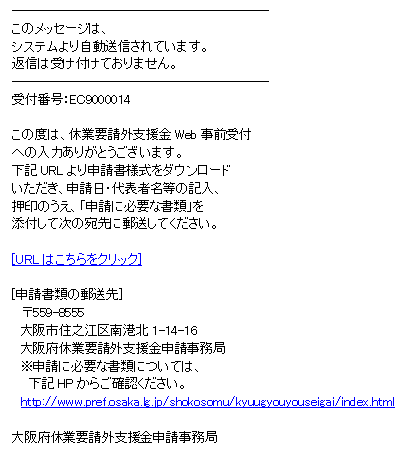 このメッセージは、
システムより自動送信されています。
返信は受け付けておりません。
受付番号:EC9000014
この度は、休業要請外支援金 Web 事前受付
への入力ありがとうございます。
下記 URL より申請書様式をダウンロード
いただき、申請日・代表者名等の記入、
押印のうえ、「申請に必要な書類」を
添付して次の宛先に郵送してください。
[URL はこちらをクリック]
[申請書類の郵送先]
〒559-8555
大阪市住之江区南港北 1-14-16
大阪府休業要請外支援金申請事務局
※申請に必要な書類については、
下記 HP からご確認ください。
http://www.pref.osaka.lg.jp/shokosomu/kyuugyouyouseigai/index.html
大阪府休業要請外支援金申請事務局